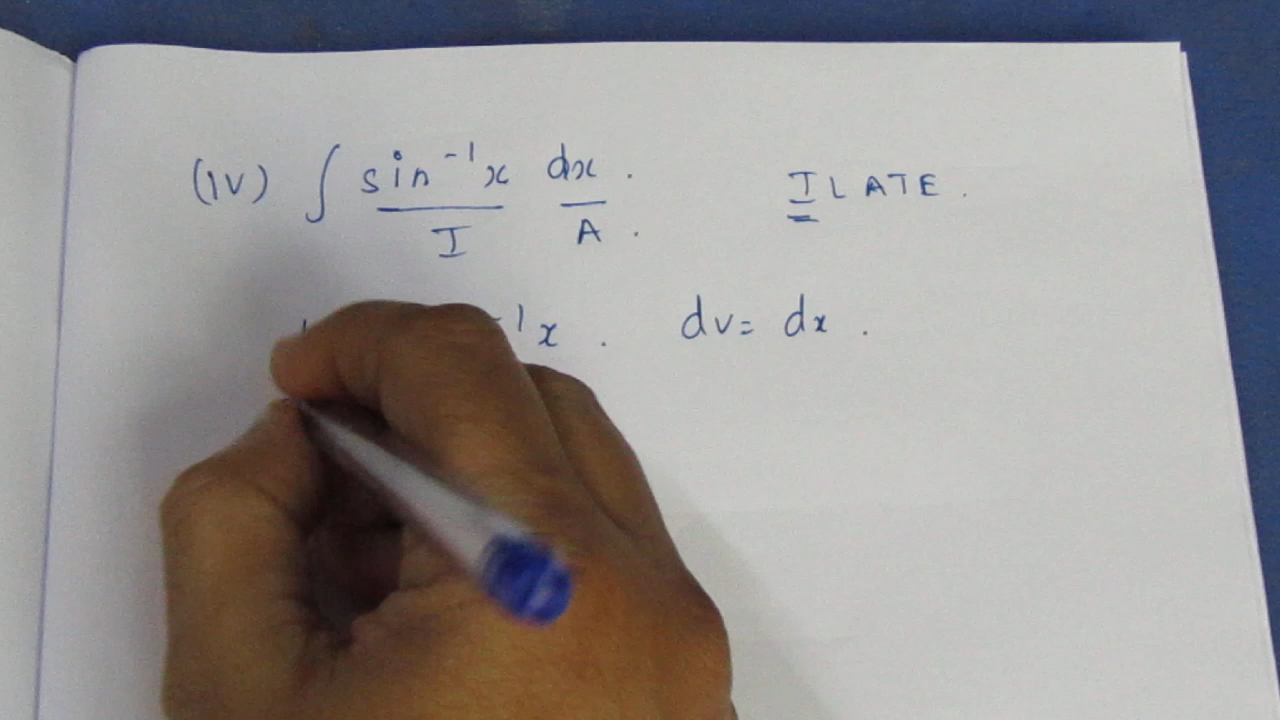 (iv) ∫ sin⁻¹x dx . ILATE .
I A .
⁻¹x . dv = dx .